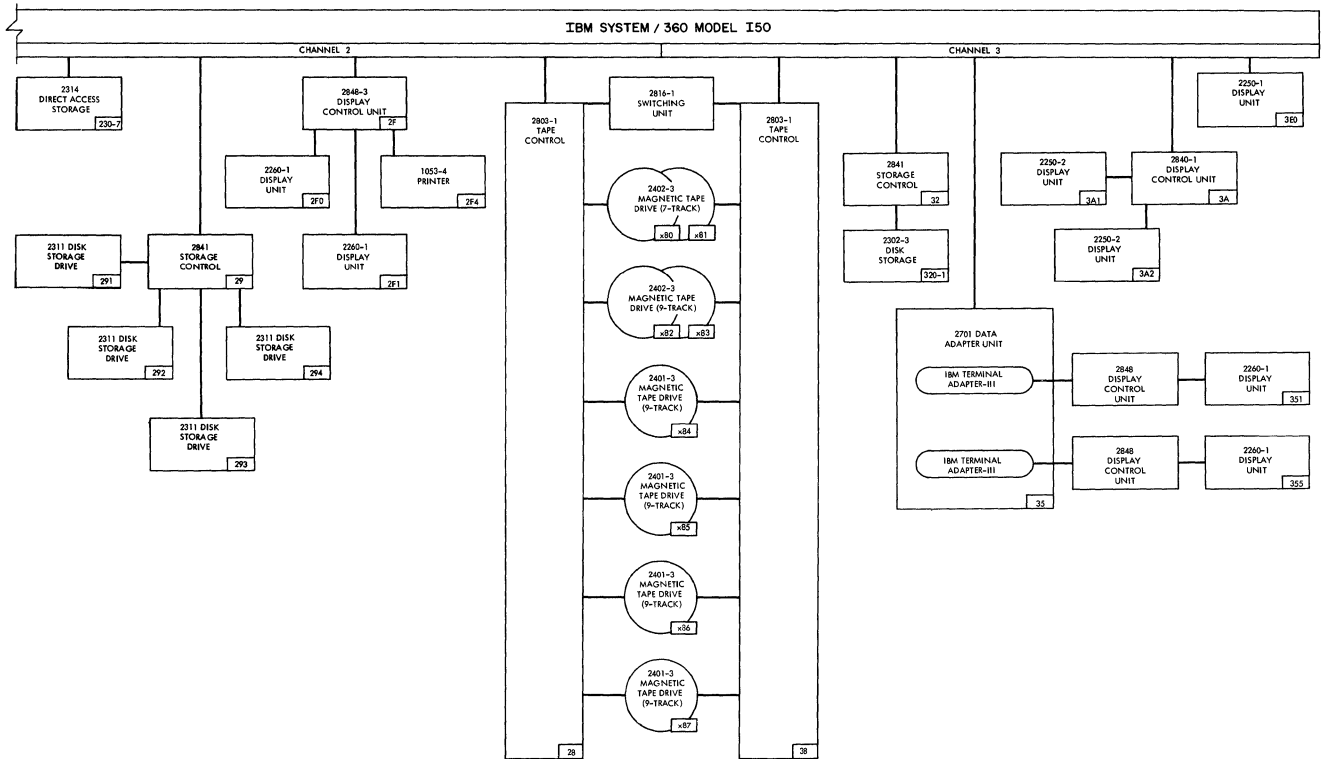 IBM SYSTEM / 360 MODEL I50
CHANNEL 2
CHANNEL 3
2314
DIRECT ACCESS
STORAGE
230-7
2848-3
DISPLAY
CONTROL UNIT
2F
2260-1
DISPLAY
UNIT
2F0
1053-4
PRINTER
2F4
2260-1
DISPLAY
UNIT
2F1
2311 DISK
STORAGE
DRIVE
291
2841
STORAGE
CONTROL
29
2311 DISK
STORAGE
DRIVE
292
2311 DISK
STORAGE
DRIVE
294
2311 DISK
STORAGE
DRIVE
293
2803-1
TAPE
CONTROL
28
2816-1
SWITCHING
UNIT
2803-1
TAPE
CONTROL
38
2402-3
MAGNETIC TAPE
DRIVE (7-TRACK)
x80
x81
2402-3
MAGNETIC TAPE
DRIVE (9-TRACK)
x82
x83
2401-3
MAGNETIC
TAPE DRIVE
(9-TRACK)
x84
2401-3
MAGNETIC
TAPE DRIVE
(9-TRACK)
x85
2401-3
MAGNETIC
TAPE DRIVE
(9-TRACK)
x86
2401-3
MAGNETIC
TAPE DRIVE
(9-TRACK)
x87
2841
STORAGE
CONTROL
32
2302-3
DISK
STORAGE
320-1
2250-1
DISPLAY
UNIT
3E0
2250-2
DISPLAY
UNIT
3A1
2840-1
DISPLAY
CONTROL UNIT
3A
2250-2
DISPLAY
UNIT
3A2
2701 DATA
ADAPTER UNIT
IBM TERMINAL
ADAPTER-III
2848
DISPLAY
CONTROL
UNIT
2260-1
DISPLAY
UNIT
351
IBM TERMINAL
ADAPTER-III
2848
DISPLAY
CONTROL
UNIT
2260-1
DISPLAY
UNIT
355
35